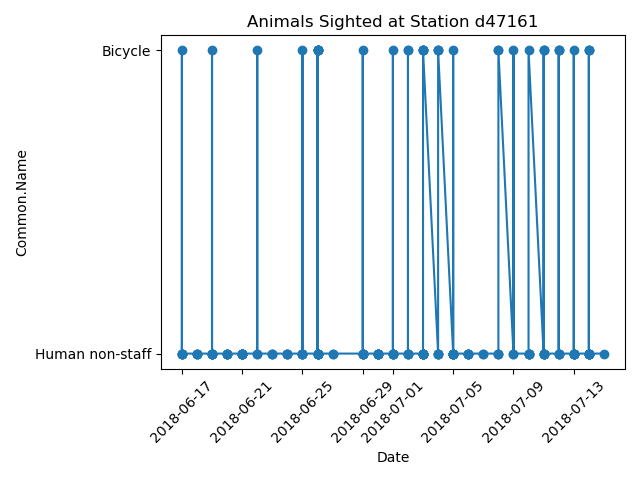 Animals Sighted at Station d47161
Bicycle
Common.Name
Human non-staff
2018-06-17
2018-06-21
2018-06-25
2018-06-29
2018-07-01
2018-07-05
2018-07-09
2018-07-13
Date